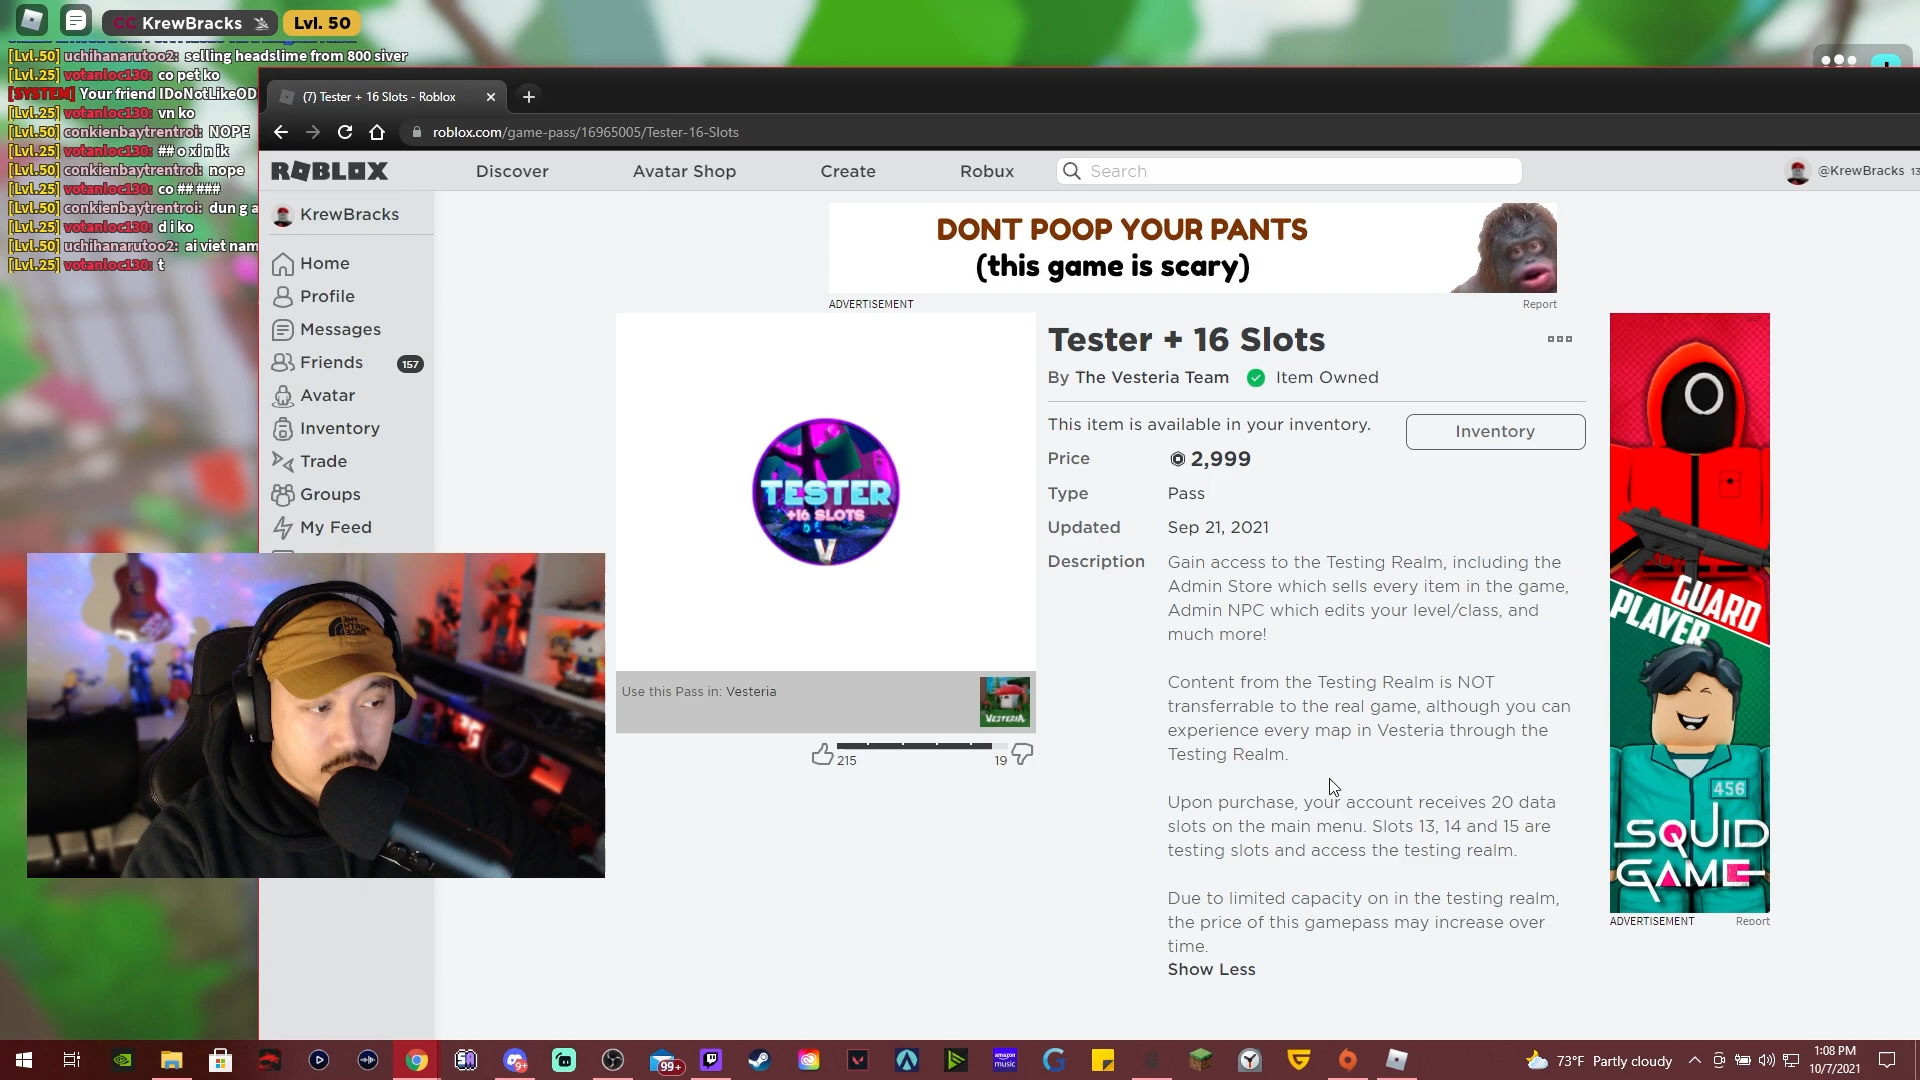 CC KrewBracks
Lvl. 50
[Lvl.50] uchihanarutoo2: selling headslime from 800 siver
[Lvl.25] votanloc130: co pet ko
[SYSTEM] Your friend IDoNotLikeOD
[Lvl.25] votanloc130: vn ko
[Lvl.50] conkienbaytrentroi: NOPE
[Lvl.25] votanloc130: ## o xi n ik
[Lvl.50] conkienbaytrentroi: nope
[Lvl.25] votanloc130: co ## ###
[Lvl.50] conkienbaytrentroi: dun g a
[Lvl.25] votanloc130: d i ko
[Lvl.50] uchihanarutoo2: ai viet nam
[Lvl.25] votanloc130: t
(7) Tester + 16 Slots - Roblox
roblox.com/game-pass/16965005/Tester-16-Slots
ROBLOX
Discover
Avatar Shop
Create
Robux
Search
@KrewBracks 13
KrewBracks
Home
Profile
Messages
Friends 157
Avatar
Inventory
Trade
Groups
My Feed
DONT POOP YOUR PANTS
(this game is scary)
ADVERTISEMENT
Report
TESTER
+16 SLOTS
V
Use this Pass in: Vesteria
VESTERIA
215
19
Tester + 16 Slots
By The Vesteria Team Item Owned
This item is available in your inventory.
Inventory
Price 2,999
Type Pass
Updated Sep 21, 2021
Description Gain access to the Testing Realm, including the
Admin Store which sells every item in the game,
Admin NPC which edits your level/class, and
much more!
Content from the Testing Realm is NOT
transferrable to the real game, although you can
experience every map in Vesteria through the
Testing Realm.
Upon purchase, your account receives 20 data
slots on the main menu. Slots 13, 14 and 15 are
testing slots and access the testing realm.
Due to limited capacity on in the testing realm,
the price of this gamepass may increase over
time.
Show Less
GUARD
PLAYER
456
SQUID
GAME
ADVERTISEMENT
Report
THE
NORTH
FACE
9+
99+
amazon
music
73°F Partly cloudy
1:08 PM
10/7/2021